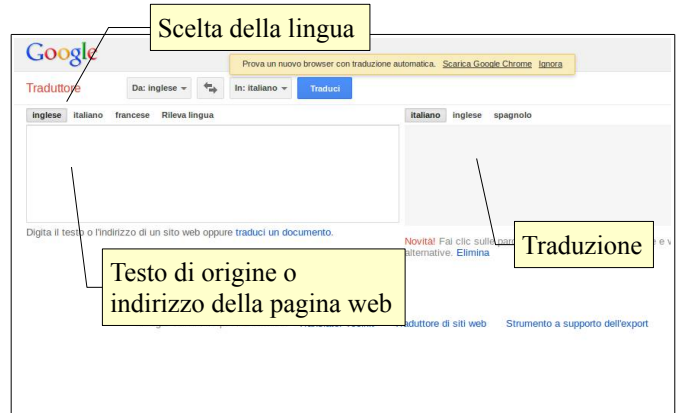 Scelta della lingua
Google
Prova un nuovo browser con traduzione automatica. Scarica Google Chrome Ignora
Traduttore Da: inglese In: italiano Traduci
inglese italiano francese Rileva lingua italiano inglese spagnolo
Digita il testo o l'indirizzo di un sito web oppure traduci un documento.
Novità! Fai clic sulle e v
alternative. Elimina
Traduzione
Testo di origine o
indirizzo della pagina web
di siti web Strumento a supporto dell'export